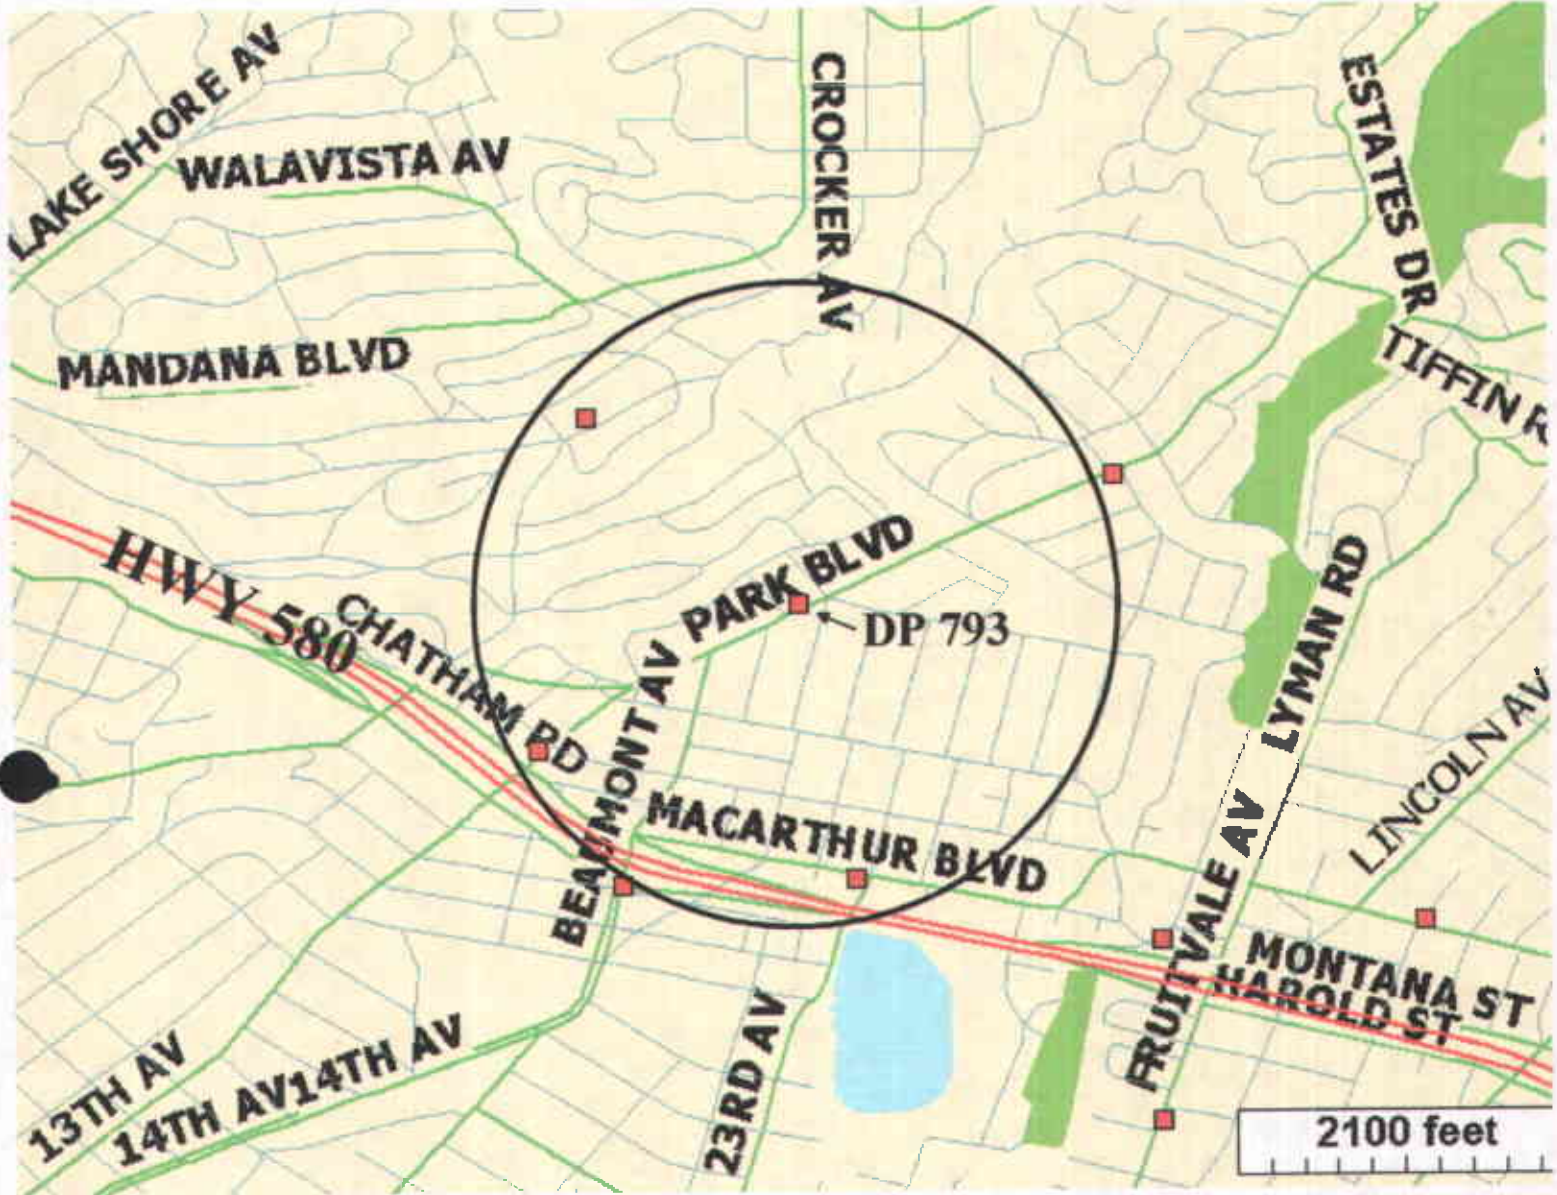 LAKE SHORE AV
WALAVISTA AV
CROCKER AV
ESTATES DR
MANDANA BLVD
TIFFIN R
HWY 580
CHATHAM RD
PARK BLVD
DP 793
BEAUMONT AV
LYMAN RD
LINCOLN AV
MACARTHUR BLVD
FRUITVALE AV
MONTANA ST
HAROLD ST
23RD AV
13TH AV
14TH AV14TH AV
2100 feet